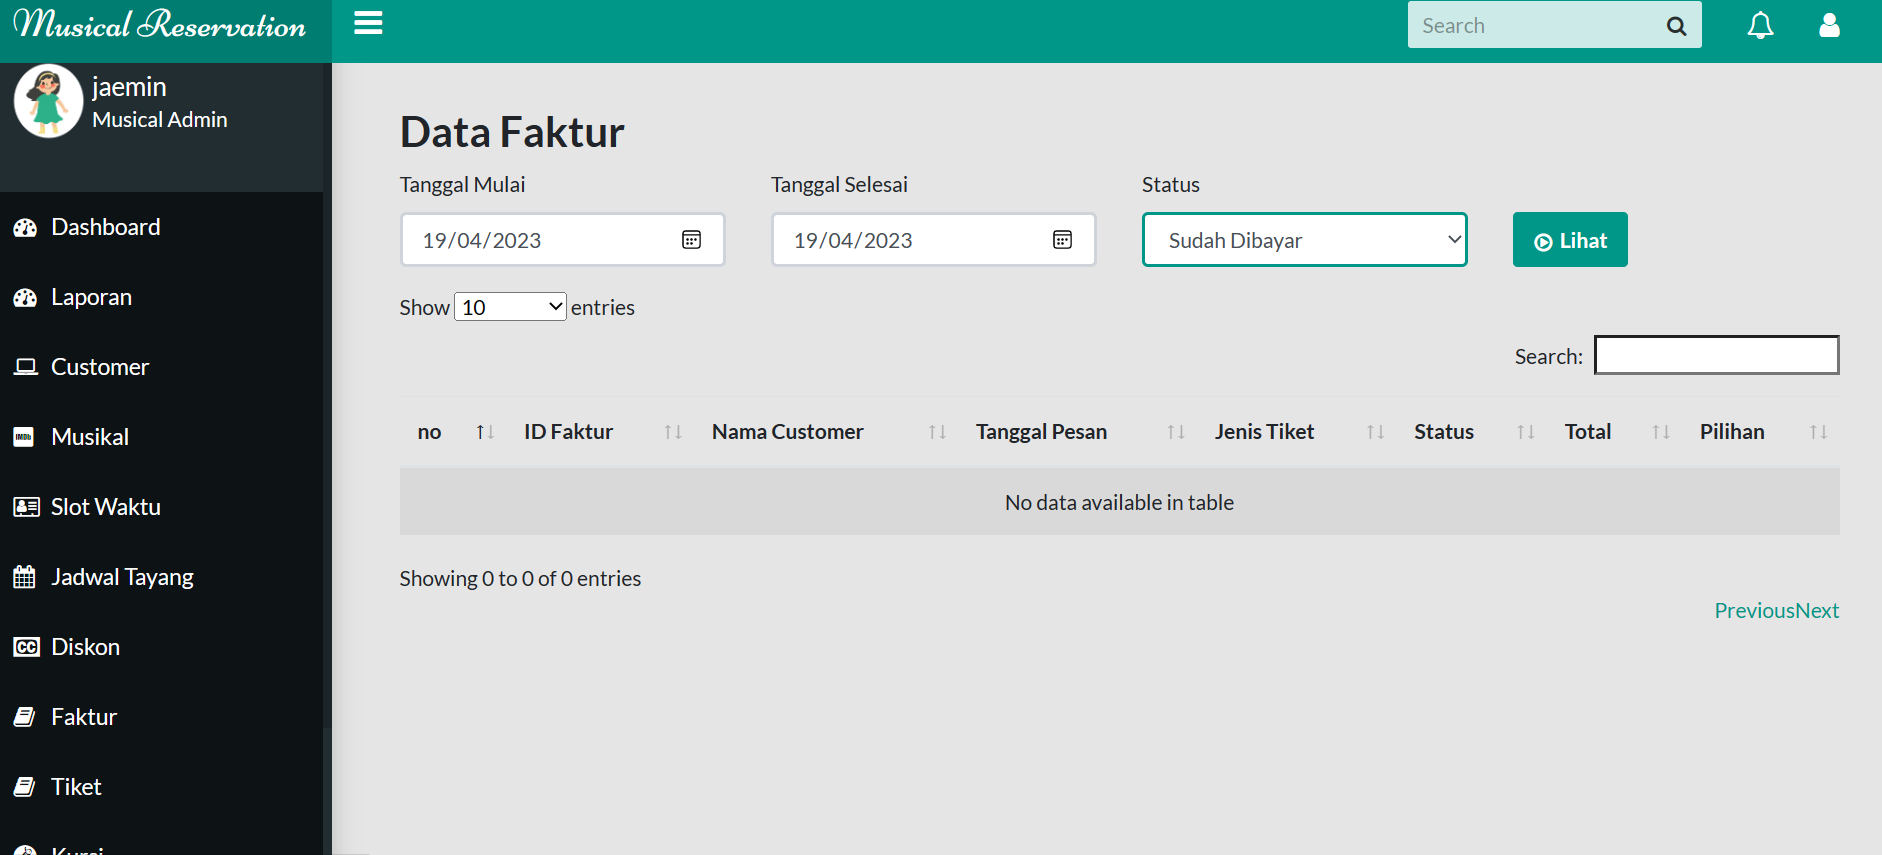 Musical Reservation
Search
jaemin
Musical Admin
Dashboard
Laporan
Customer
IMDb
Musikal
Slot Waktu
Jadwal Tayang
CC
Diskon
Faktur
Tiket
Kursi
Data Faktur
Tanggal Mulai
Tanggal Selesai
Status
19/04/2023
19/04/2023
Sudah Dibayar
Lihat
Show 10 entries
Search:
no ID Faktur Nama Customer Tanggal Pesan Jenis Tiket Status Total Pilihan
No data available in table
Showing 0 to 0 of 0 entries
PreviousNext